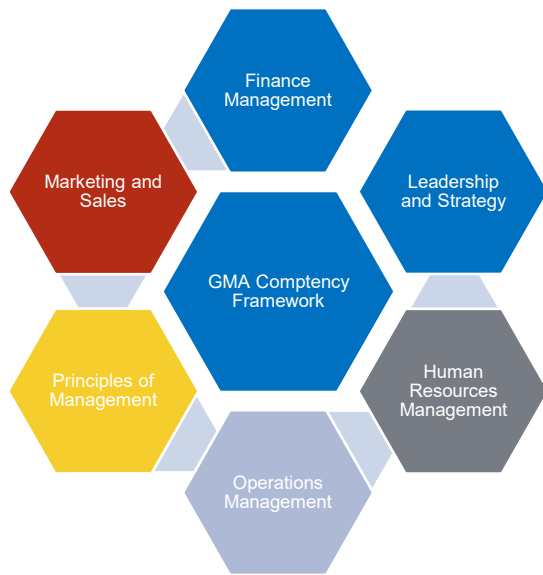 Finance
Management
Marketing and
Sales
Leadership
and Strategy
GMA Comptency
Framework
Principles of
Management
Human
Resources
Management
Operations
Management